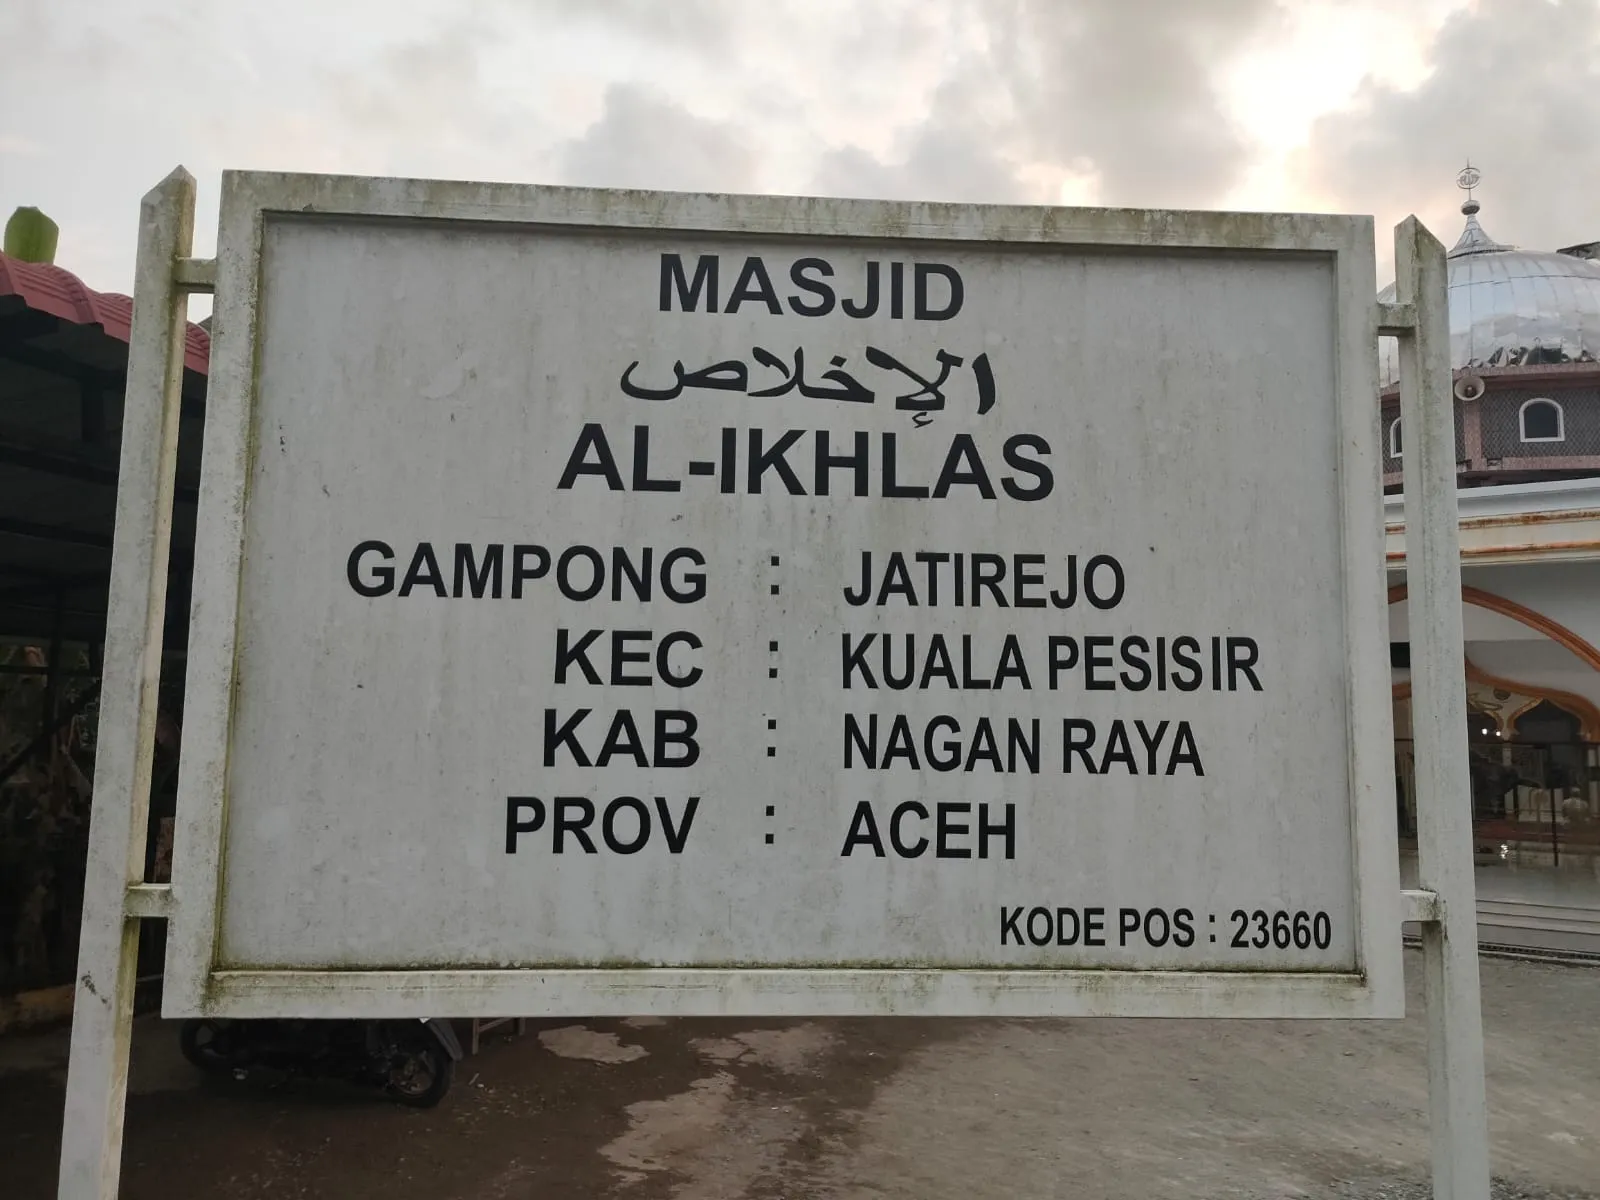 MASJID
الإخلاص
AL-IKHLAS
GAMPONG : JATIREJO
KEC : KUALA PESISIR
KAB : NAGAN RAYA
PROV : ACEH
KODE POS : 23660